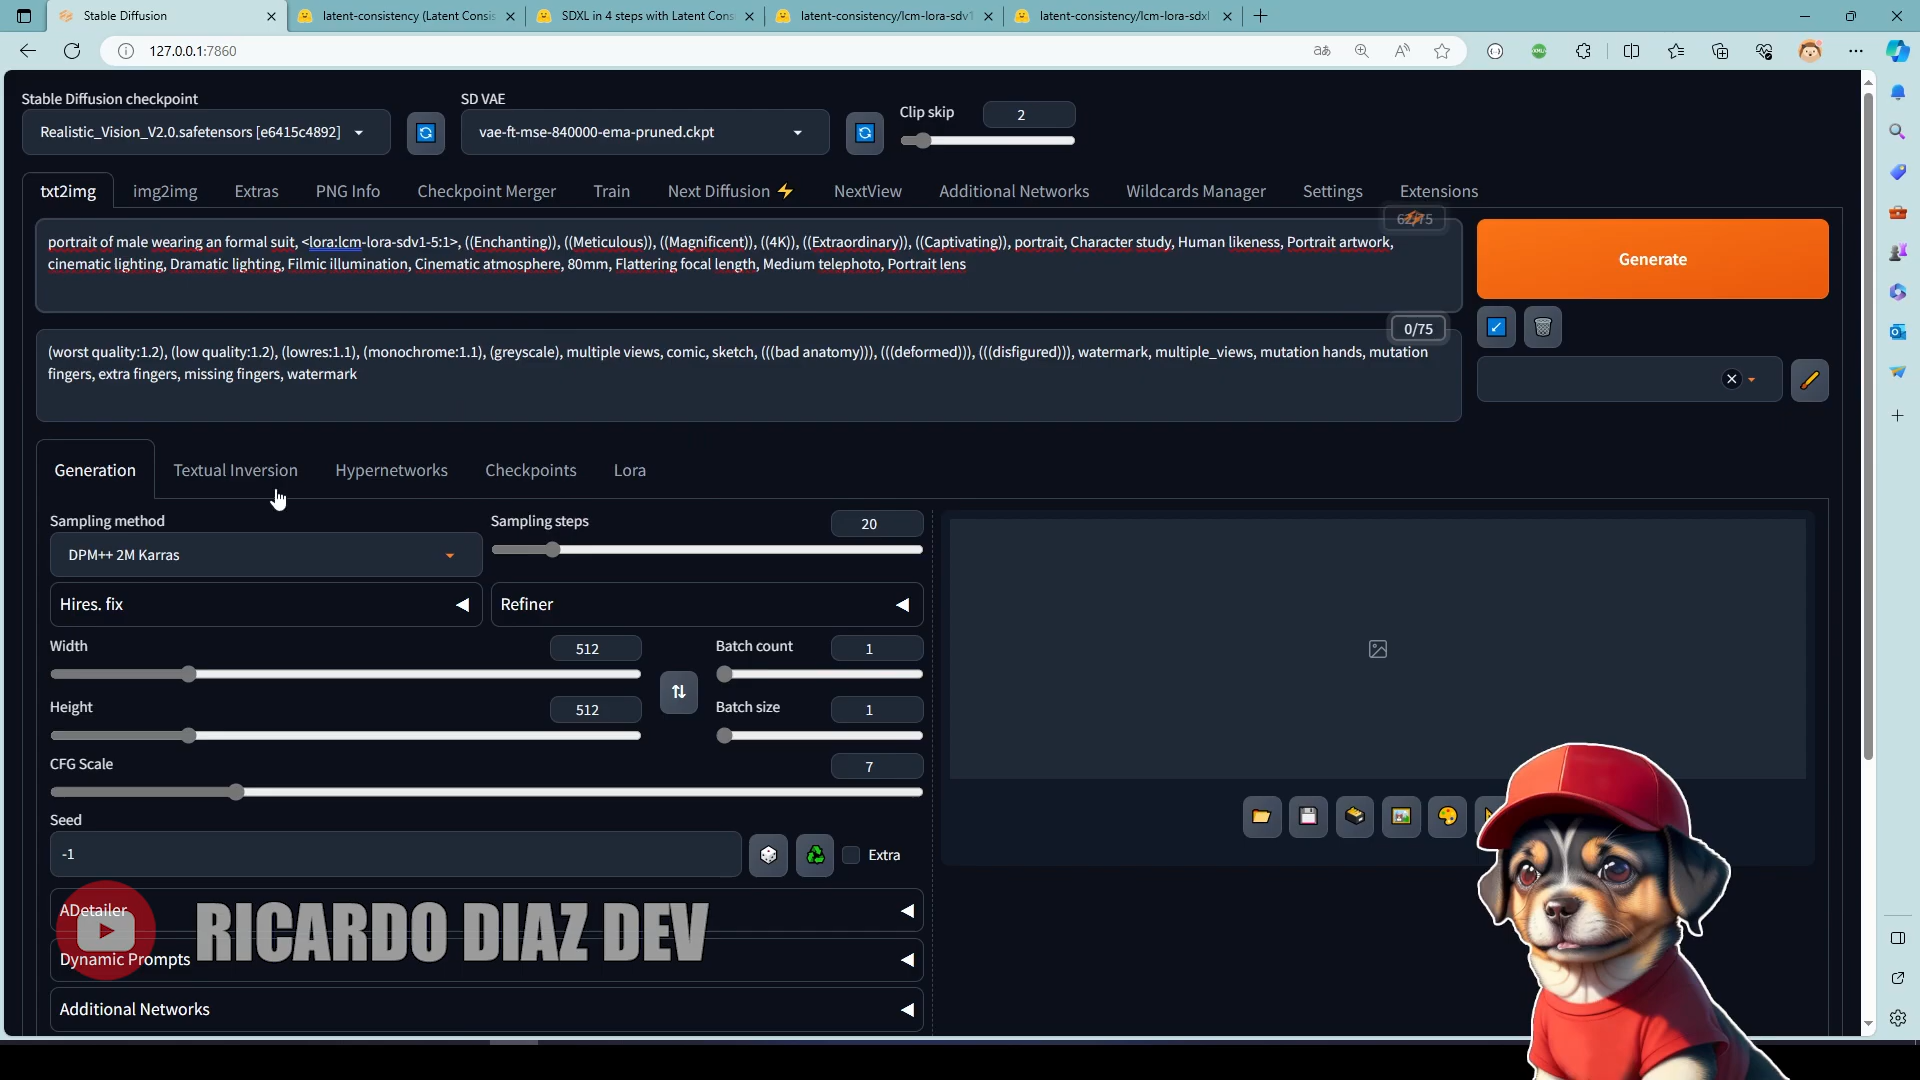 Stable Diffusion
latent-consistency (Latent Consis
SDXL in 4 steps with Latent Con
latent-consistency/lcm-lora-sdv1
latent-consistency/lcm-lora-sdxl
127.0.0.1:7860
Stable Diffusion checkpoint
SD VAE
Clip skip
2
Realistic_Vision_V2.0.safetensors [e6415c4892]
vae-ft-mse-840000-ema-pruned.ckpt
txt2img
img2img
Extras
PNG Info
Checkpoint Merger
Train
Next Diffusion ⚡
NextView
Additional Networks
Wildcards Manager
Settings
Extensions
portrait of male wearing an formal suit, <lora:lcm-lora-sdv1-5:1>, ((Enchanting)), ((Meticulous)), ((Magnificent)), ((4K)), ((Extraordinary)), ((Captivating)), portrait, Character study, Human likeness, Portrait artwork,
cinematic lighting, Dramatic lighting, Filmic illumination, Cinematic atmosphere, 80mm, Flattering focal length, Medium telephoto, Portrait lens
Generate
0/75
(worst quality:1.2), (low quality:1.2), (lowres:1.1), (monochrome:1.1), (greyscale), multiple views, comic, sketch, (((bad anatomy))), (((deformed))), (((disfigured))), watermark, multiple_views, mutation hands, mutation
fingers, extra fingers, missing fingers, watermark
Generation
Textual Inversion
Hypernetworks
Checkpoints
Lora
Sampling method
Sampling steps
20
DPM++ 2M Karras
Hires. fix
Refiner
Width
512
Batch count
1
Height
512
Batch size
1
CFG Scale
7
Seed
-1
Extra
ADetailer
RICARDO DIAZ DEV
Dynamic Prompts
Additional Networks